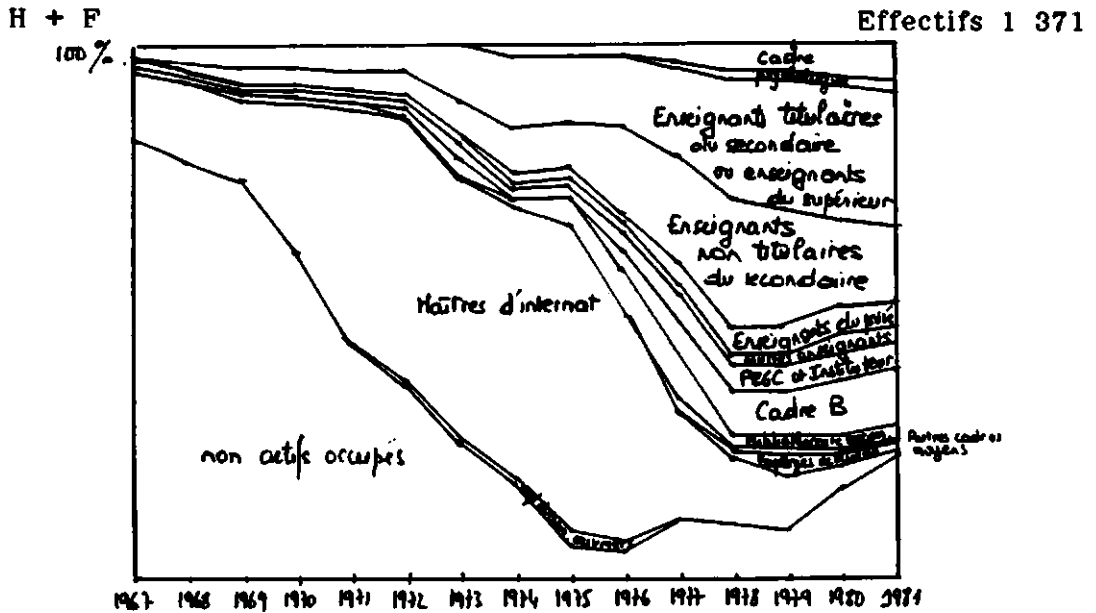 H + F
Effectifs 1 371
100 %
Cadre
Enseignants titulaires
du secondaire
ou enseignants
du supérieur
Enseignants
non titulaires
du secondaire
Maîtres d'internat
Enseignants du privé
enseignants
PEGC et Instituteur
Cadre B
Autres cadres
moyens
non actifs occupés
1967 1968 1969 1970 1971 1972 1973 1974 1975 1976 1977 1978 1979 1980 1981